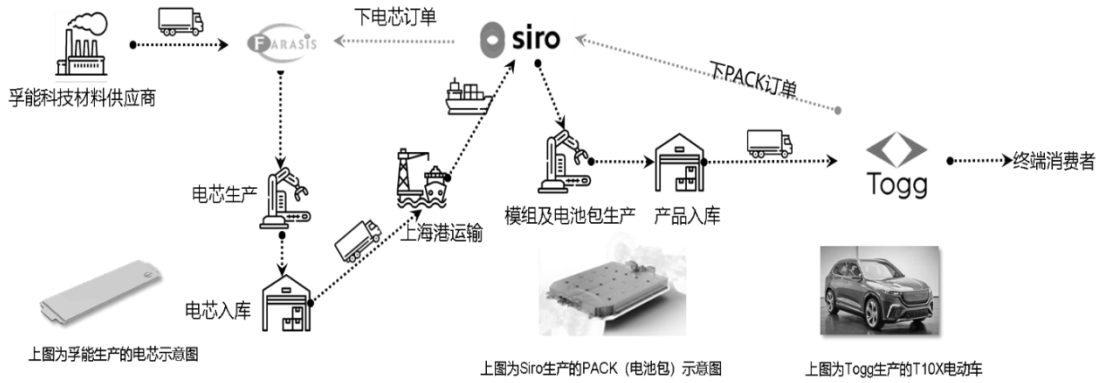 下电芯订单
FARASIS
siro
孚能科技材料供应商
下PACK订单
电芯生产
上海港运输
模组及电池包生产
产品入库
Togg
终端消费者
电芯入库
上图为孚能生产的电芯示意图
上图为Siro生产的PACK（电池包）示意图
上图为Togg生产的T10X电动车